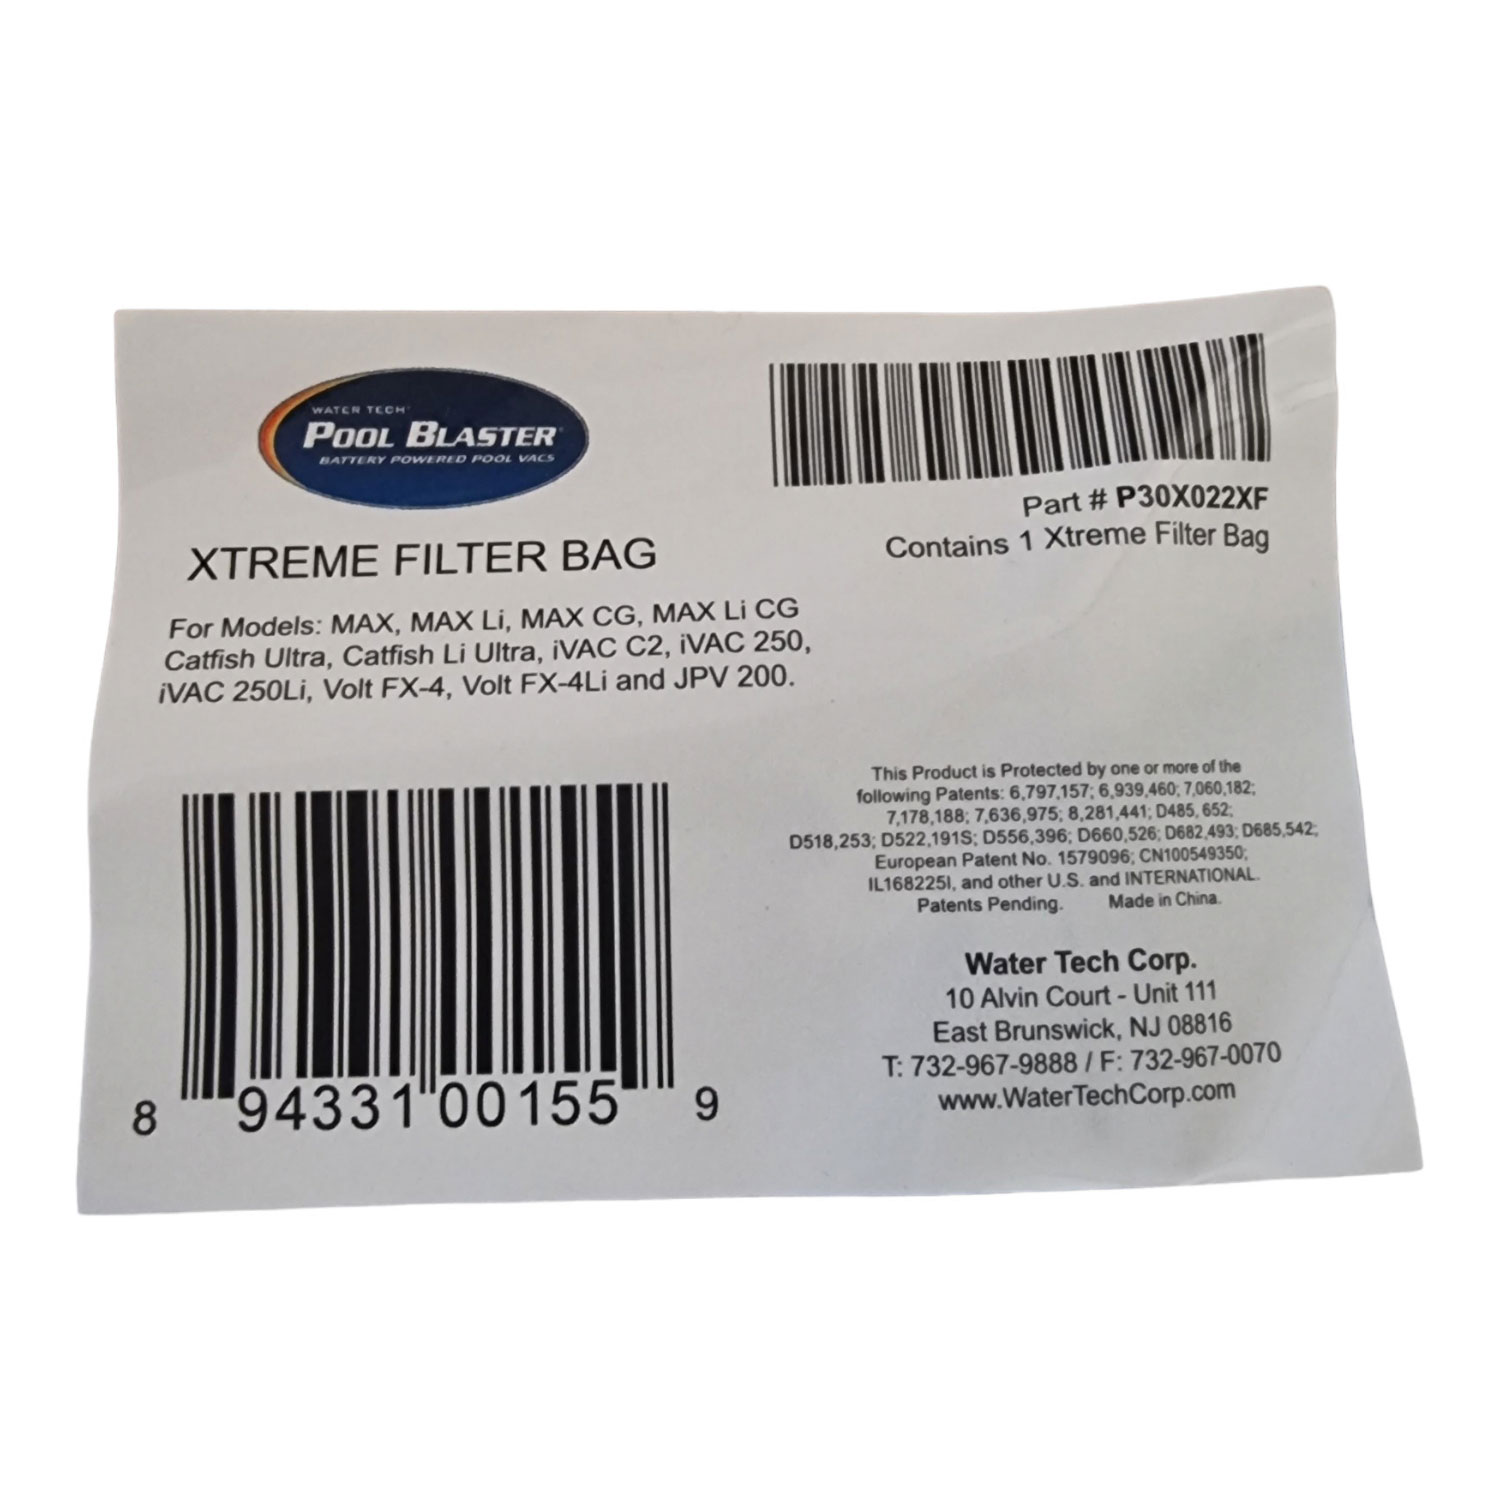 WATER TECH
POOL BLASTER
BATTERY POWERED POOL VACS
XTREME FILTER BAG
For Models: MAX, MAX Li, MAX CG, MAX Li CG
Catfish Ultra, Catfish Li Ultra, iVAC C2, iVAC 250,
iVAC 250Li, Volt FX-4, Volt FX-4Li and JPV 200.
8 94331 00155 9
Part # P30X022XF
Contains 1 Xtreme Filter Bag
This Product is Protected by one or more of the
following Patents: 6,797,157; 6,939,460; 7,060,182;
7,178,188; 7,636,975; 8,281,441; D485, 652;
D518,253; D522,191S; D556,396; D660,526; D682,493; D685,542;
European Patent No. 1579096; CN100549350;
IL168225I, and other U.S. and INTERNATIONAL.
Patents Pending. Made in China.
Water Tech Corp.
10 Alvin Court - Unit 111
East Brunswick, NJ 08816
T: 732-967-9888 / F: 732-967-0070
www.WaterTechCorp.com